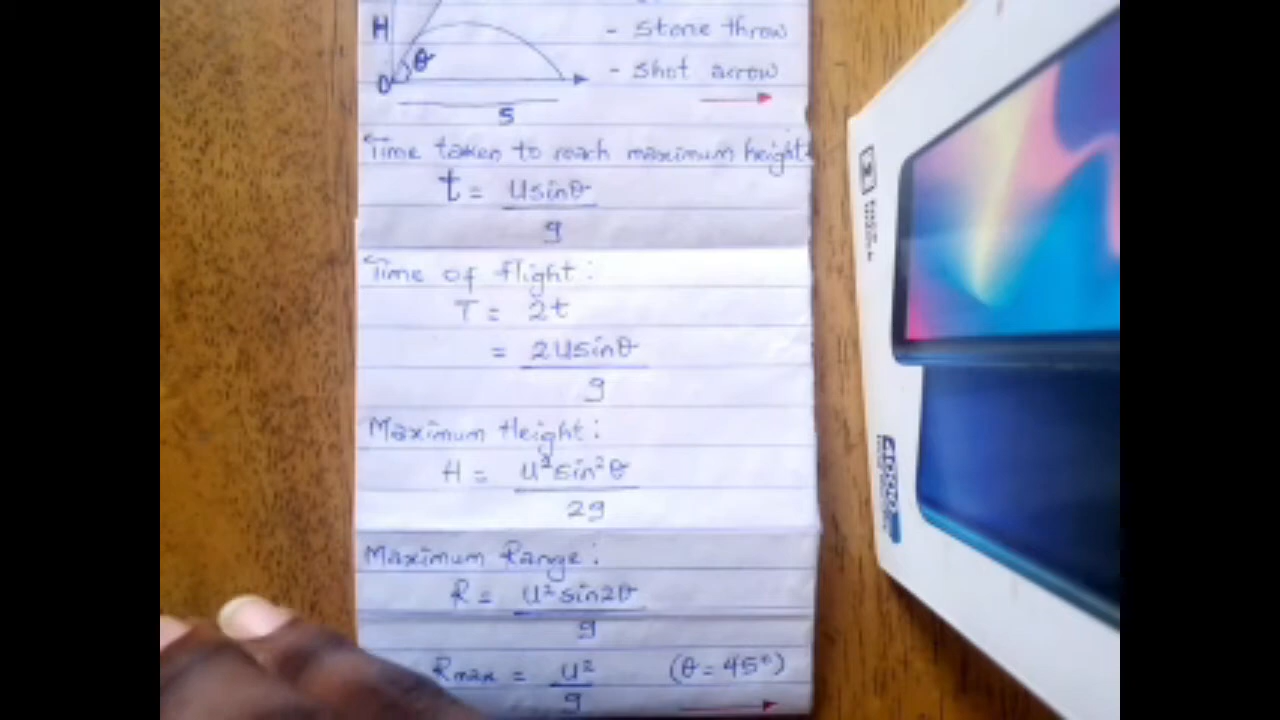 H
- stone throw
θ
- shot arrow
O
S
Time taken to reach maximum height:
t = usinθ
g
Time of flight:
T = 2t
= 2usinθ
g
Maximum Height:
H = u²sin²θ
2g
Maximum Range:
R = u²sin2θ
g
Rmax = u² (θ = 45°)
g